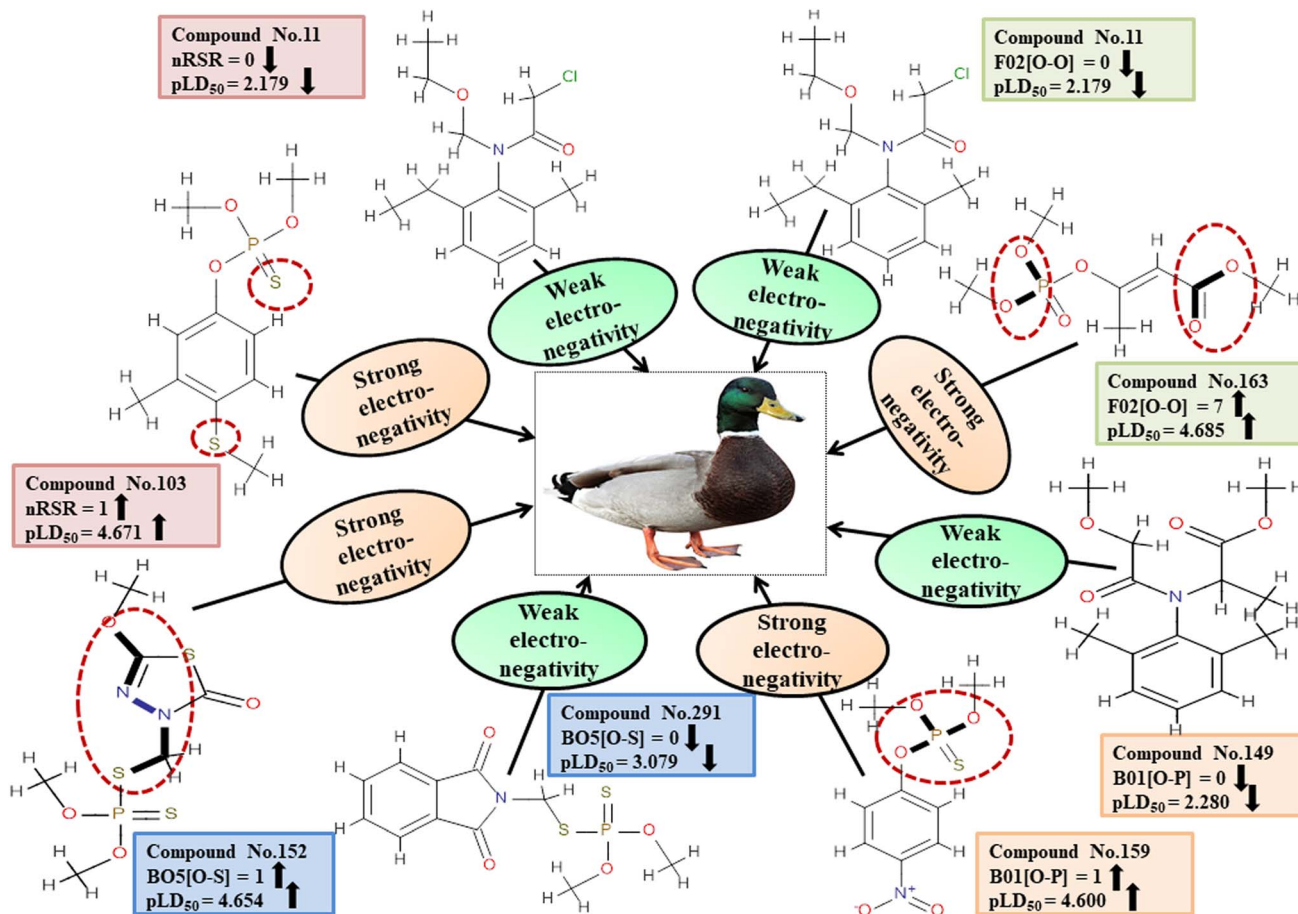 Compound No.11
nRSR = 0
pLD50 = 2.179
Compound No.11
F02[O-O] = 0
pLD50 = 2.179
Weak
electro-
negativity
Weak
electro-
negativity
Strong
electro-
negativity
Strong
electro-
negativity
Compound No.163
F02[O-O] = 7
pLD50 = 4.685
Compound No.103
nRSR = 1
pLD50 = 4.671
Strong
electro-
negativity
Weak
electro-
negativity
Weak
electro-
negativity
Strong
electro-
negativity
Compound No.291
BO5[O-S] = 0
pLD50 = 3.079
Compound No.149
B01[O-P] = 0
pLD50 = 2.280
Compound No.152
BO5[O-S] = 1
pLD50 = 4.654
Compound No.159
B01[O-P] = 1
pLD50 = 4.600